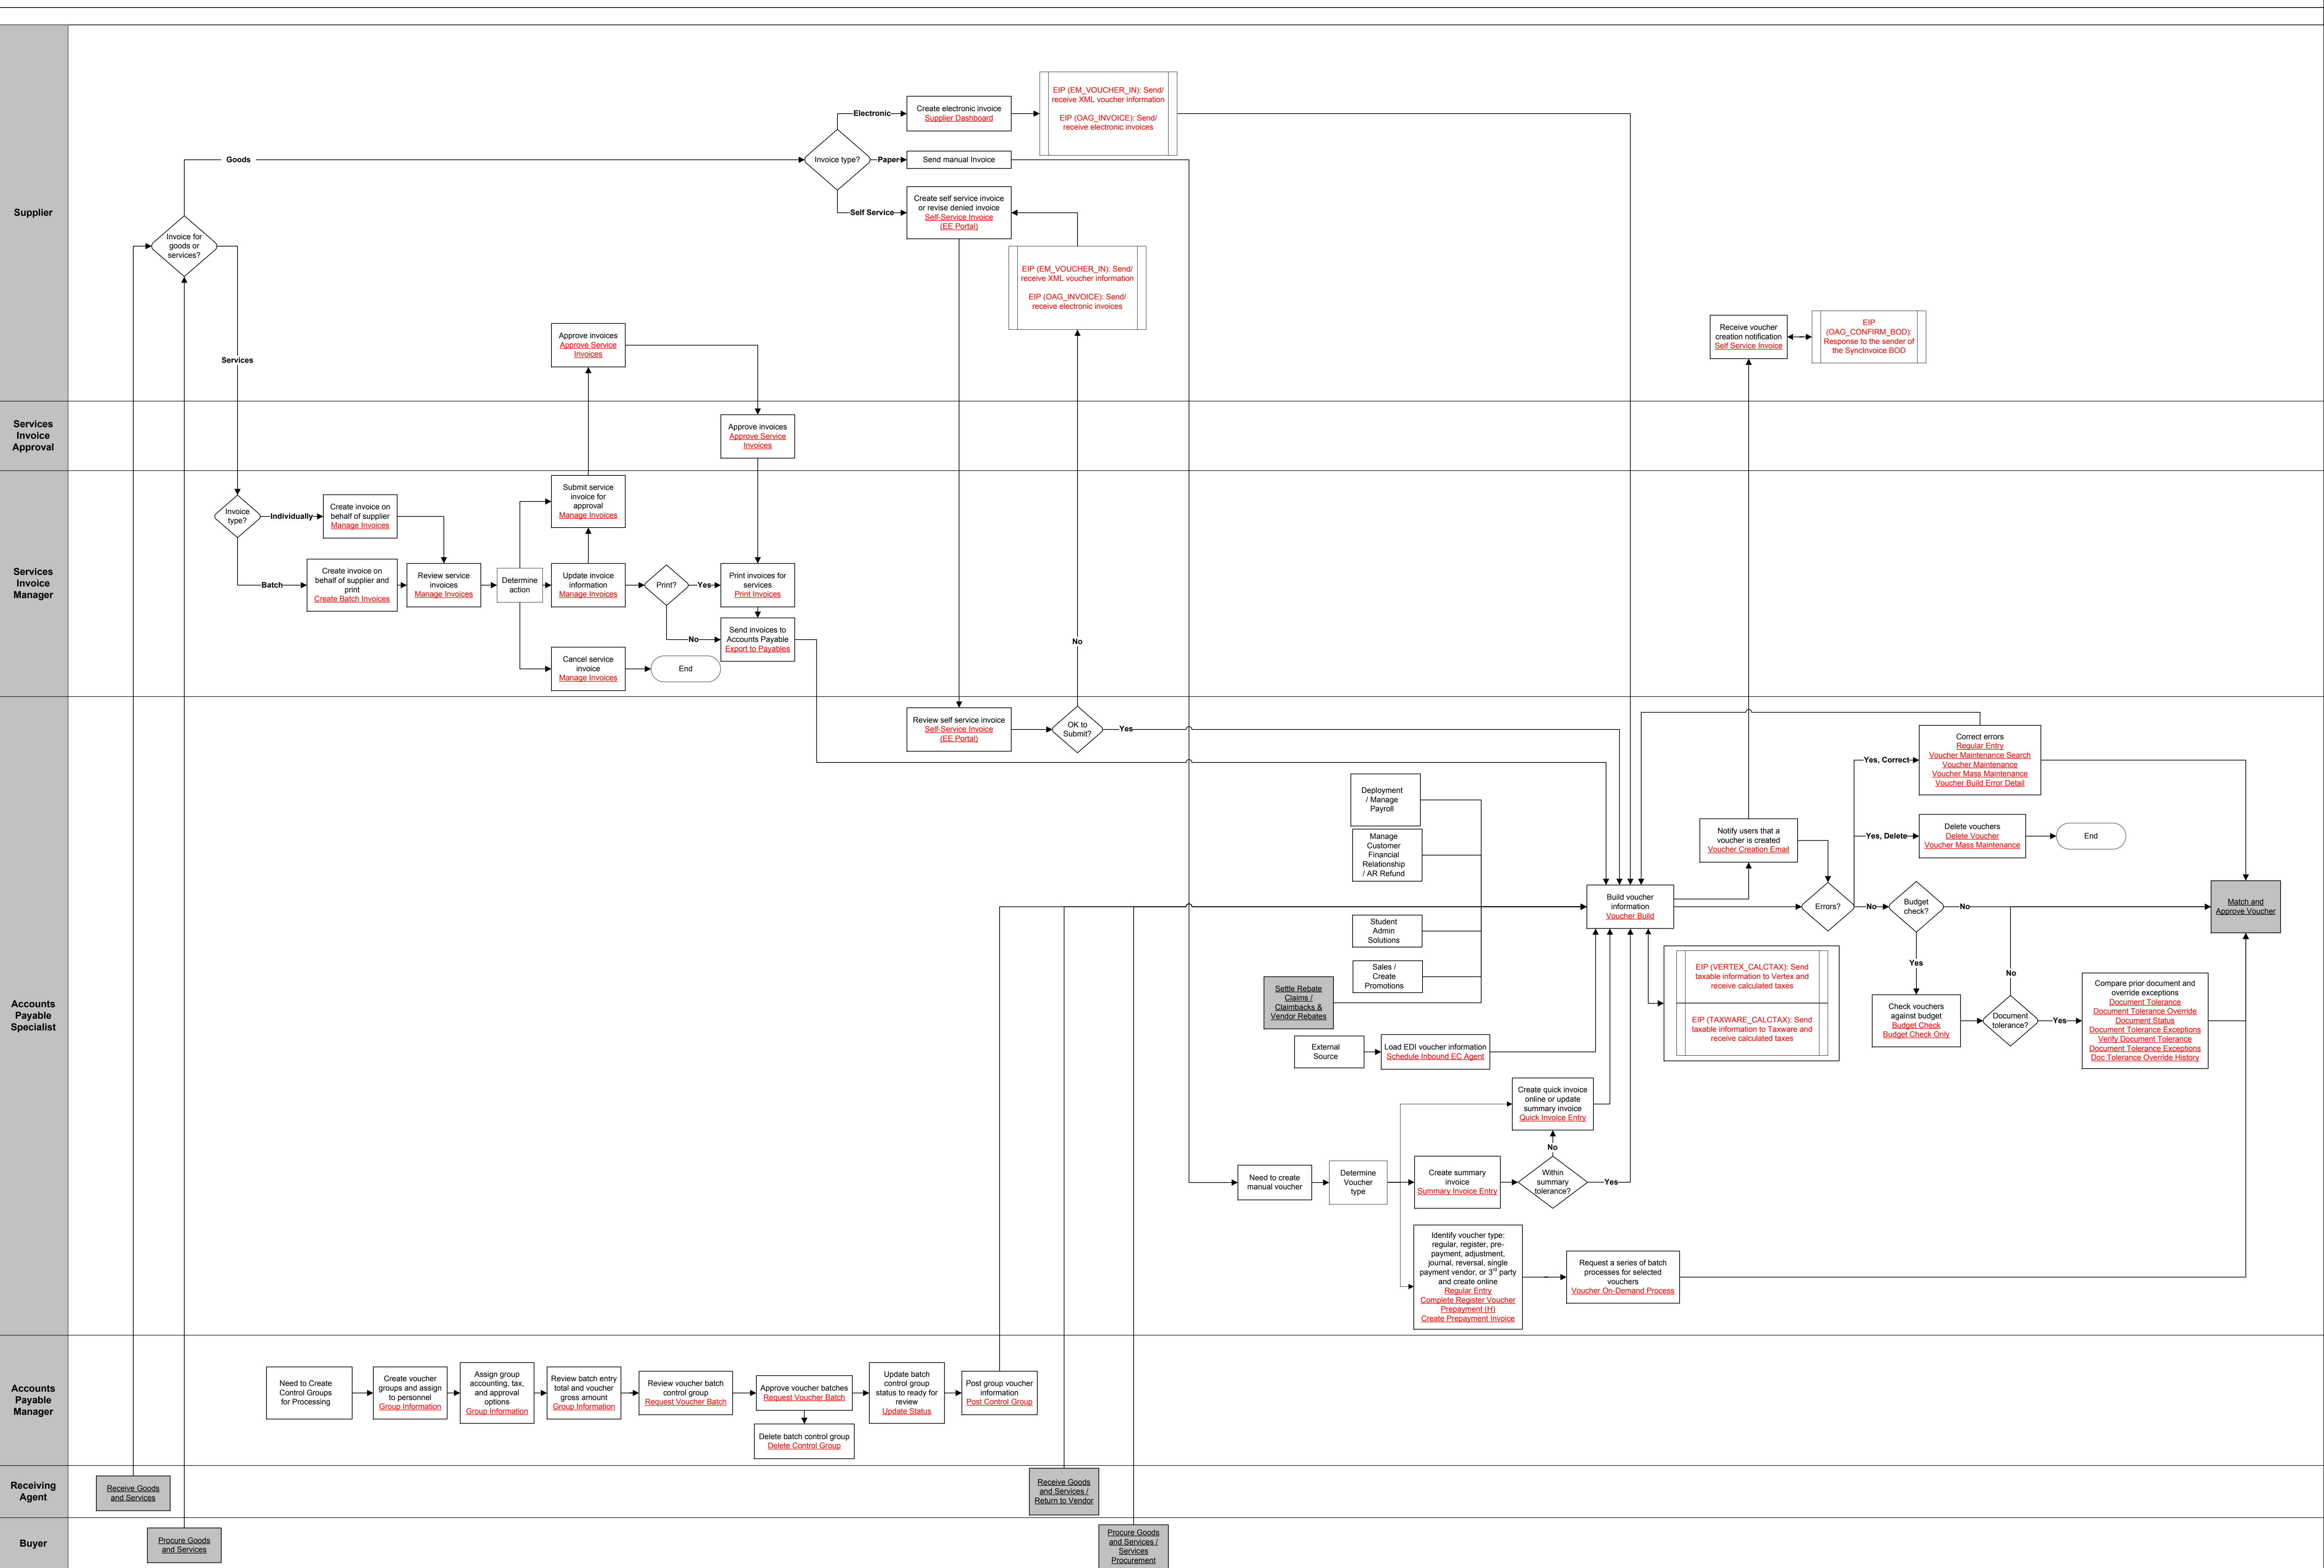 Supplier
Invoice for
goods or
services?
Goods
Services
Invoice type?
Electronic
Paper
Self Service
Create electronic invoice
Supplier Dashboard
Send manual Invoice
Create self service invoice
or revise denied invoice
Self-Service Invoice
(EE Portal)
EIP (EM_VOUCHER_IN): Send/
receive XML voucher information
EIP (OAG_INVOICE): Send/
receive electronic invoices
EIP (EM_VOUCHER_IN): Send/
receive XML voucher information
EIP (OAG_INVOICE): Send/
receive electronic invoices
Approve invoices
Approve Service
Invoices
Receive voucher
creation notification
Self Service Invoice
EIP
(OAG_CONFIRM_BOD):
Response to the sender of
the SyncInvoice BOD
Services
Invoice
Approval
Approve invoices
Approve Service
Invoices
Services
Invoice
Manager
Invoice
type?
Individually
Batch
Create invoice on
behalf of supplier
Manage Invoices
Create invoice on
behalf of supplier and
print
Create Batch Invoices
Review service
invoices
Manage Invoices
Determine
action
Submit service
invoice for
approval
Manage Invoices
Update invoice
information
Manage Invoices
Cancel service
invoice
Manage Invoices
Print?
Yes
No
End
Print invoices for
services
Print Invoices
Send invoices to
Accounts Payable
Export to Payables
No
Accounts
Payable
Specialist
Review self service invoice
Self-Service Invoice
(EE Portal)
OK to
Submit?
Yes
Deployment
/ Manage
Payroll
Manage
Customer
Financial
Relationship
/ AR Refund
Student
Admin
Solutions
Sales /
Create
Promotions
Settle Rebate
Claims /
Claimbacks &
Vendor Rebates
External
Source
Load EDI voucher information
Schedule Inbound EC Agent
Build voucher
information
Voucher Build
Notify users that a
voucher is created
Voucher Creation Email
Errors?
Yes, Correct
Yes, Delete
No
Correct errors
Regular Entry
Voucher Maintenance Search
Voucher Maintenance
Voucher Mass Maintenance
Voucher Build Error Detail
Delete vouchers
Delete Voucher
Voucher Mass Maintenance
End
Budget
check?
No
Yes
Match and
Approve Voucher
EIP (VERTEX_CALCTAX): Send
taxable information to Vertex and
receive calculated taxes
EIP (TAXWARE_CALCTAX): Send
taxable information to Taxware and
receive calculated taxes
Check vouchers
against budget
Budget Check
Budget Check Only
Document
tolerance?
No
Yes
Compare prior document and
override exceptions
Document Tolerance
Document Tolerance Override
Document Status
Document Tolerance Exceptions
Verify Document Tolerance
Document Tolerance Exceptions
Doc Tolerance Override History
Create quick invoice
online or update
summary invoice
Quick Invoice Entry
No
Need to create
manual voucher
Determine
Voucher
type
Create summary
invoice
Summary Invoice Entry
Within
summary
tolerance?
Yes
Identify voucher type:
regular, register, pre-
payment, adjustment,
journal, reversal, single
payment vendor, or 3rd party
and create online
Regular Entry
Complete Register Voucher
Prepayment (H)
Create Prepayment Invoice
Request a series of batch
processes for selected
vouchers
Voucher On-Demand Process
Accounts
Payable
Manager
Need to Create
Control Groups
for Processing
Create voucher
groups and assign
to personnel
Group Information
Assign group
accounting, tax,
and approval
options
Group Information
Review batch entry
total and voucher
gross amount
Group Information
Review voucher batch
control group
Request Voucher Batch
Approve voucher batches
Request Voucher Batch
Delete batch control group
Delete Control Group
Update batch
control group
status to ready for
review
Update Status
Post group voucher
information
Post Control Group
Receiving
Agent
Receive Goods
and Services
Receive Goods
and Services /
Return to Vendor
Buyer
Procure Goods
and Services
Procure Goods
and Services /
Services
Procurement